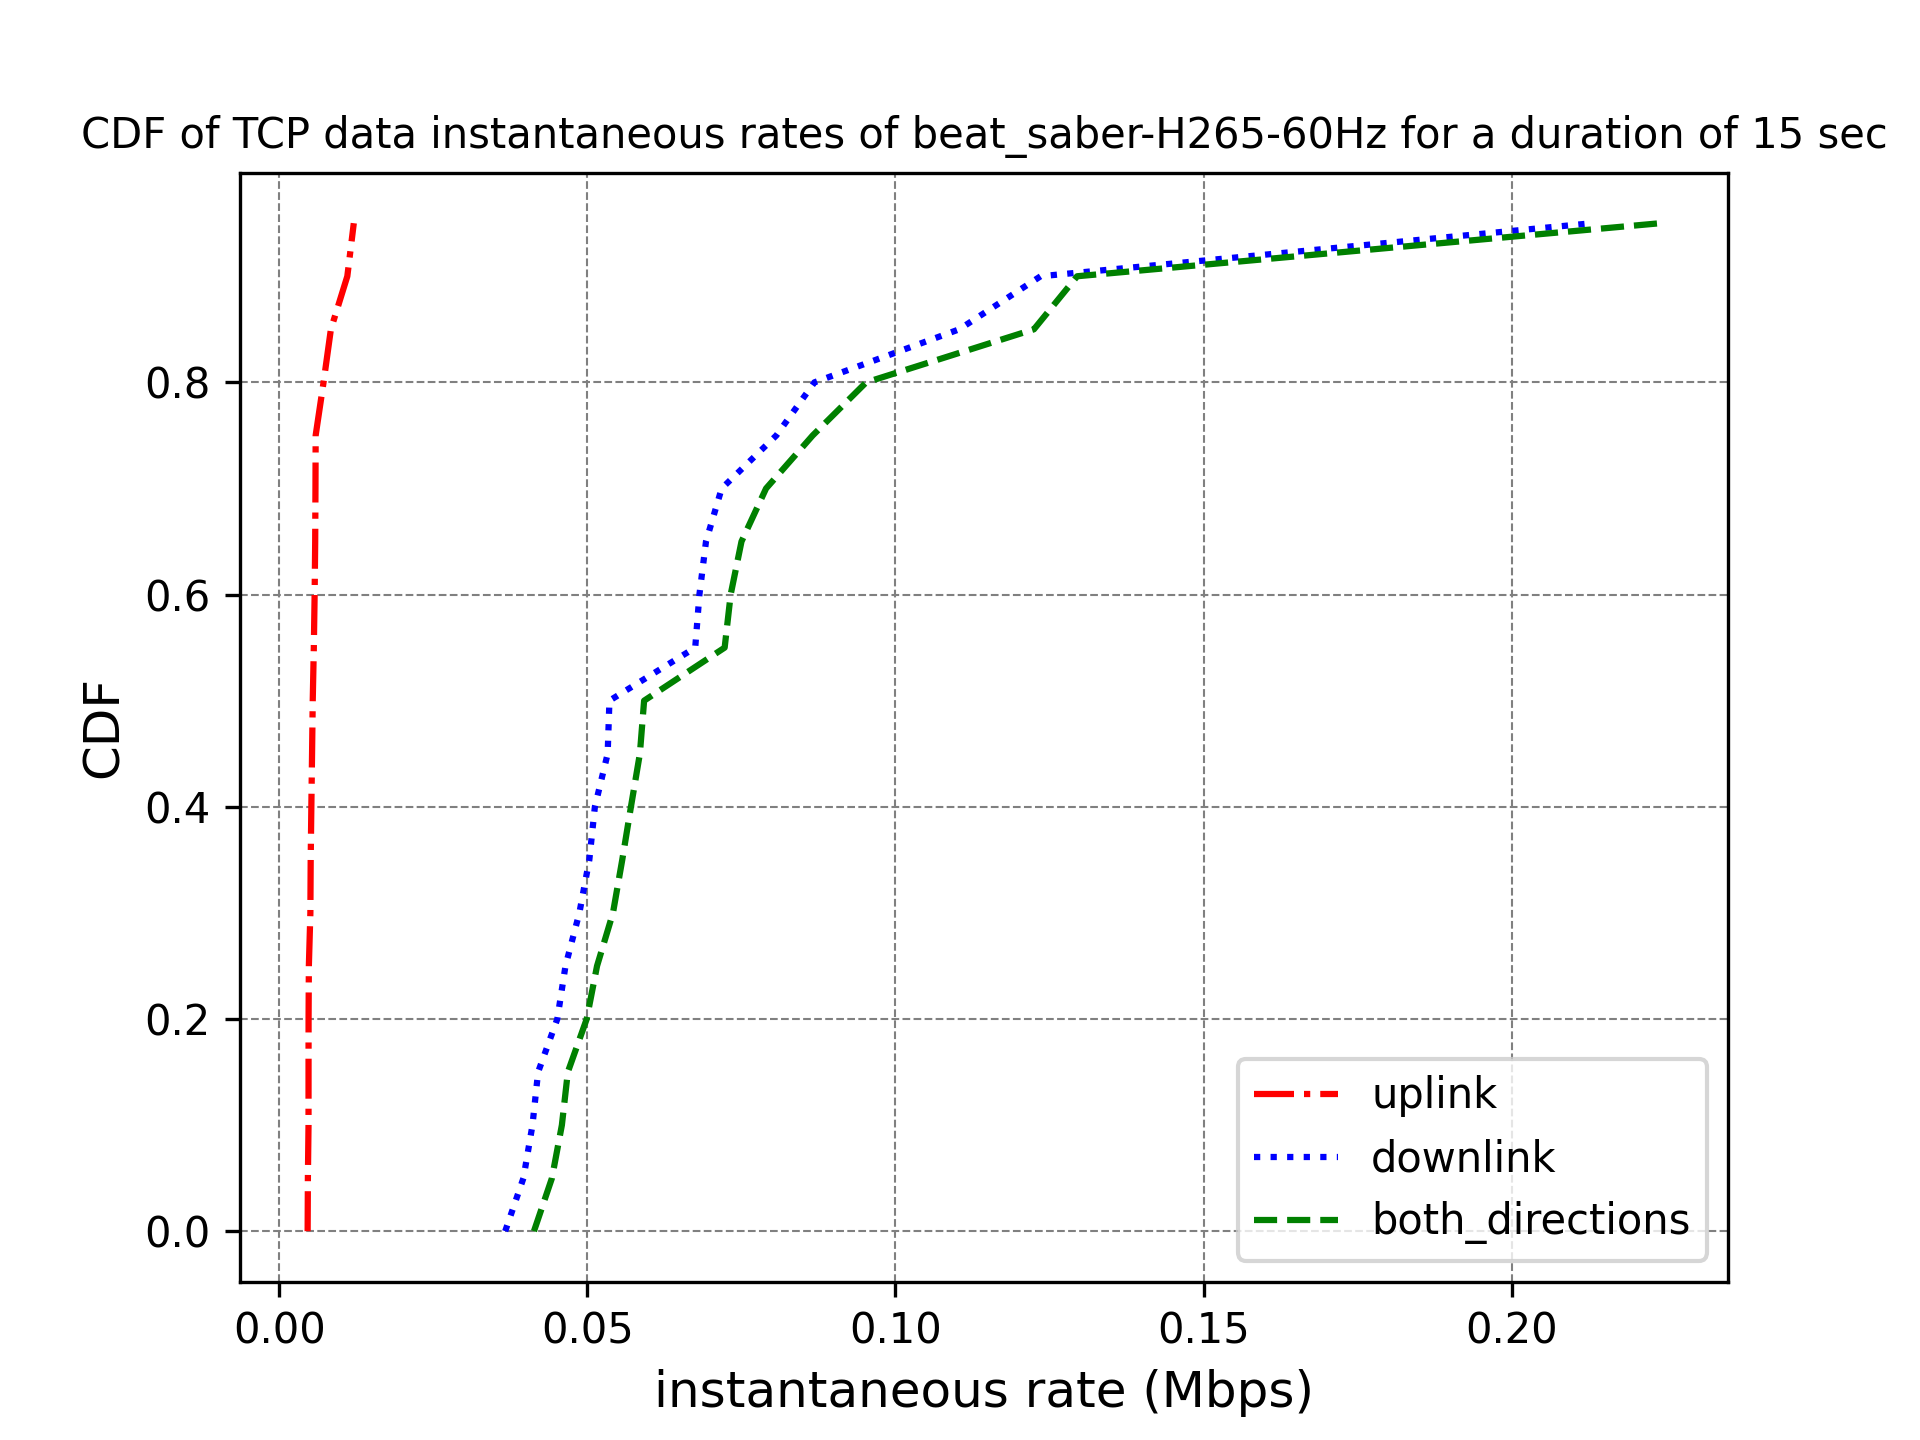 CDF of TCP data instantaneous rates of beat_saber-H265-60Hz for a duration of 15 sec
CDF
0.8
0.6
0.4
0.2
0.0
0.00 0.05 0.10 0.15 0.20
instantaneous rate (Mbps)
uplink
downlink
both_directions